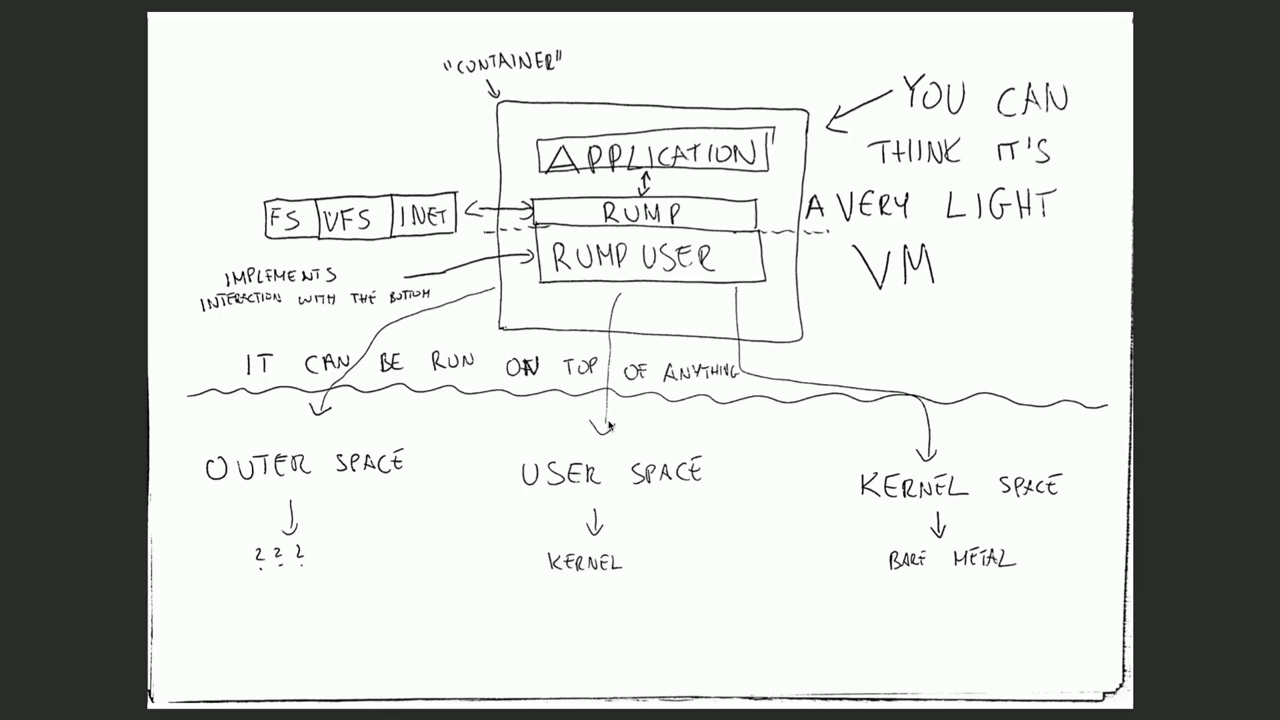 "CONTAINER"
YOU CAN
THINK IT'S
A VERY LIGHT
VM
APPLICATION
FS VFS INET
RUMP
RUMP USER
IMPLEMENTS
INTERACTION WITH THE BOTTOM
IT CAN BE RUN ON TOP OF ANYTHING
OUTER SPACE
USER SPACE
KERNEL SPACE
???
KERNEL
BARE METAL